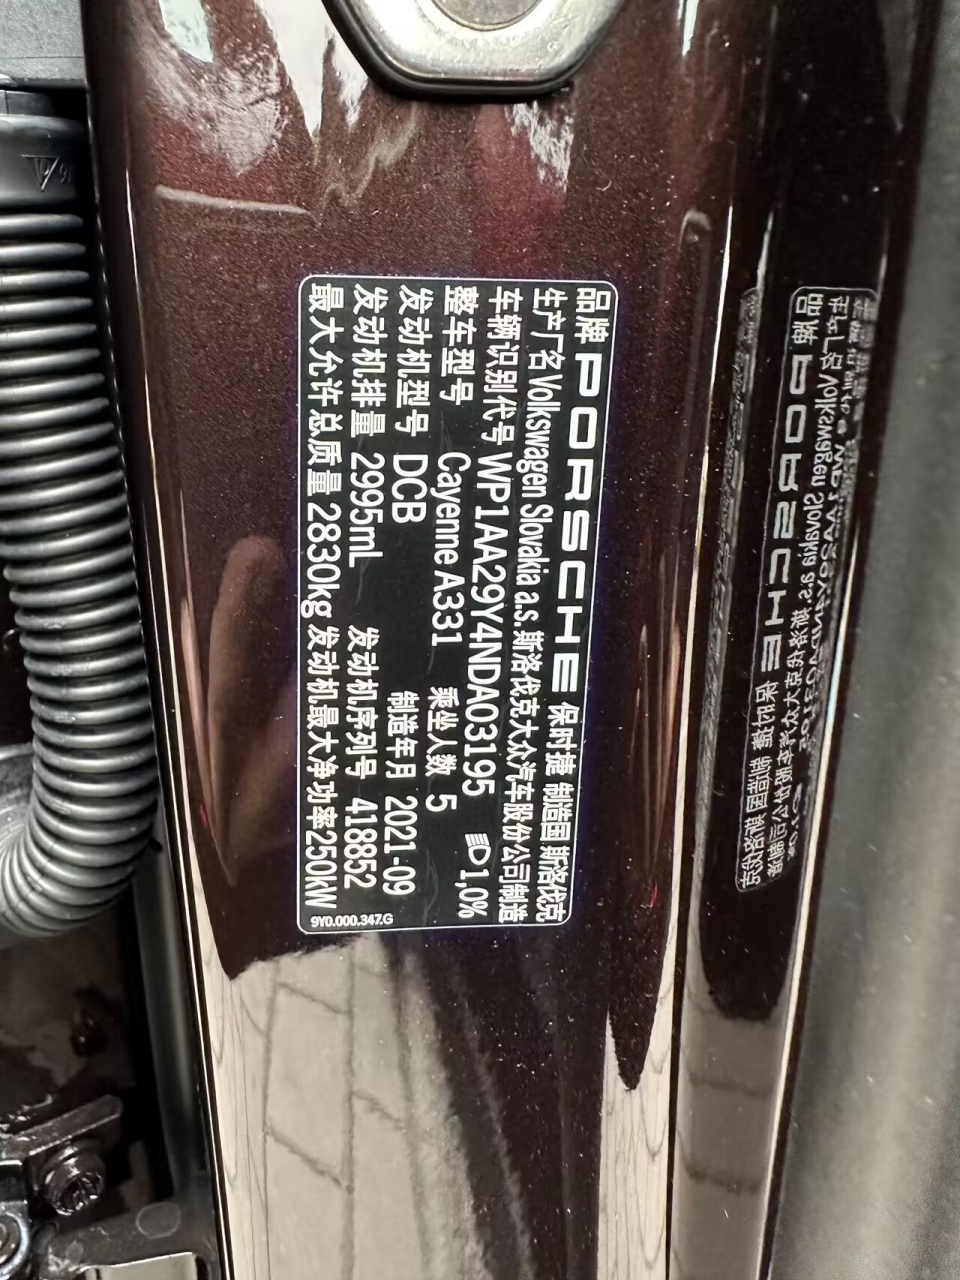 品牌 PORSCHE 保时捷 制造国 斯洛伐克
生产厂名 Volkswagen Slovakia a.s. 斯洛伐克大众汽车股份公司制造
车辆识别代号 WP1AA29Y4NDA03195 1,0%
整车型号 Cayenne A331 乘坐人数 5
发动机型号 DCB 制造年月 2021-09
发动机排量 2995mL 发动机序列号 418852
最大允许总质量 2830kg 发动机最大净功率250kW
9Y0.000.347.G